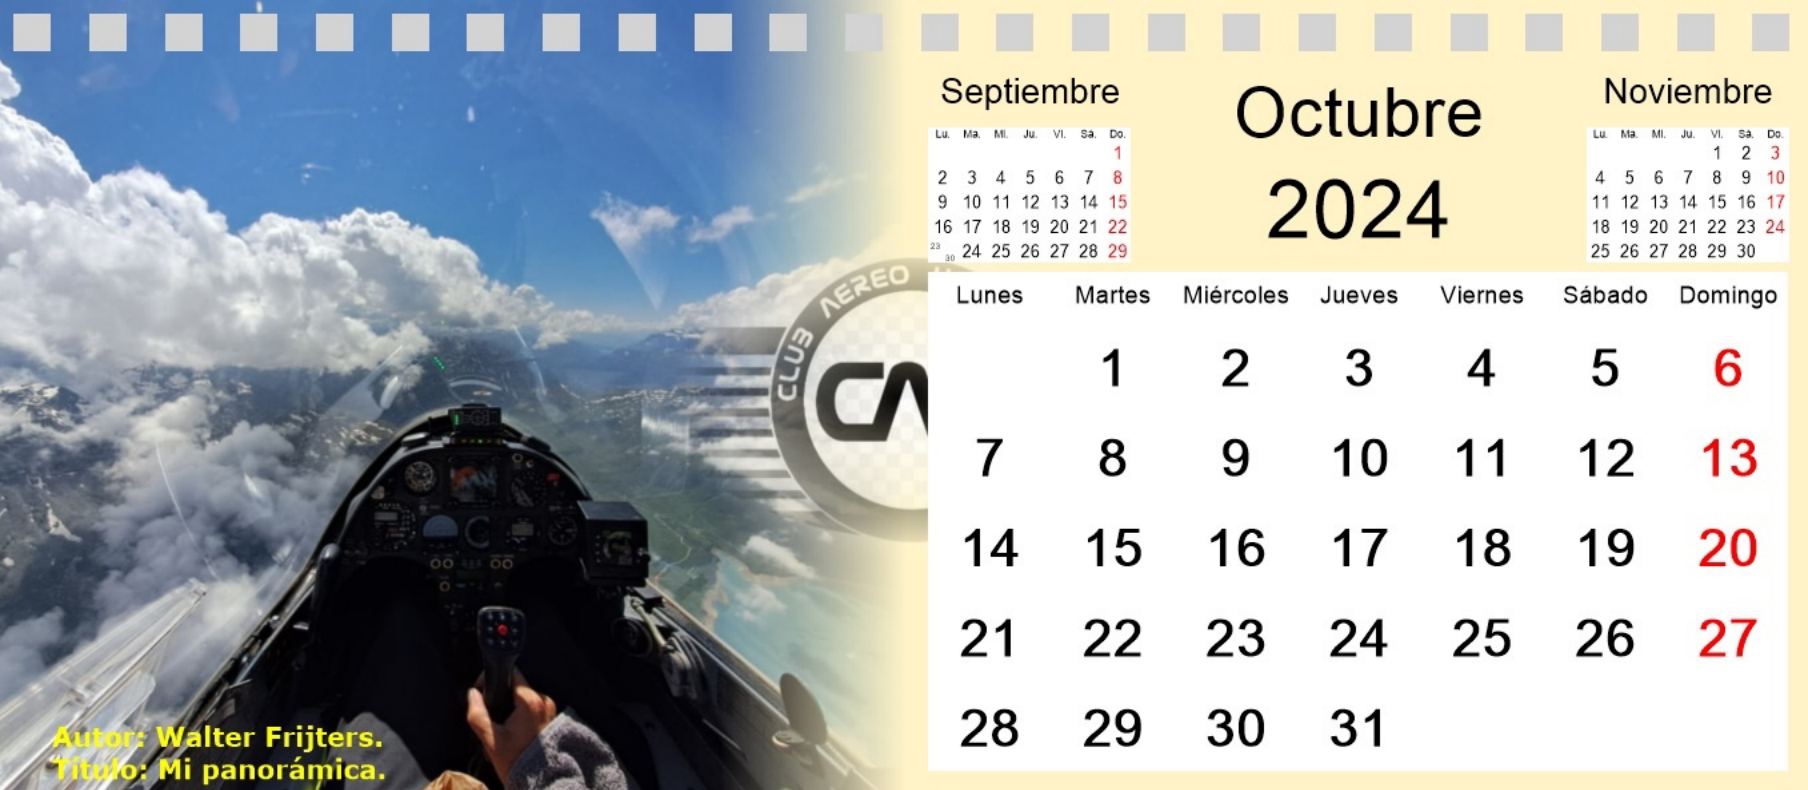 Septiembre
Lu. Ma. Mi. Ju. Vi. Sá. Do.
1
2 3 4 5 6 7 8
9 10 11 12 13 14 15
16 17 18 19 20 21 22
23 30 24 25 26 27 28 29
Octubre
2024
Noviembre
Lu. Ma. Mi. Ju. Vi. Sá. Do.
1 2 3
4 5 6 7 8 9 10
11 12 13 14 15 16 17
18 19 20 21 22 23 24
25 26 27 28 29 30
CLUB AEREO
CA
Lunes Martes Miércoles Jueves Viernes Sábado Domingo
1 2 3 4 5 6
7 8 9 10 11 12 13
14 15 16 17 18 19 20
21 22 23 24 25 26 27
28 29 30 31
Autor: Walter Frijters.
Título: Mi panorámica.